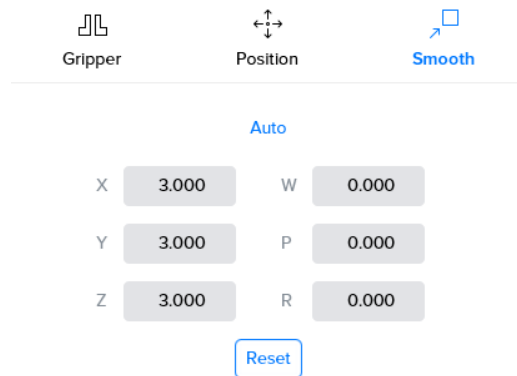 Gripper Position Smooth
Auto
X 3.000 W 0.000
Y 3.000 P 0.000
Z 3.000 R 0.000
Reset